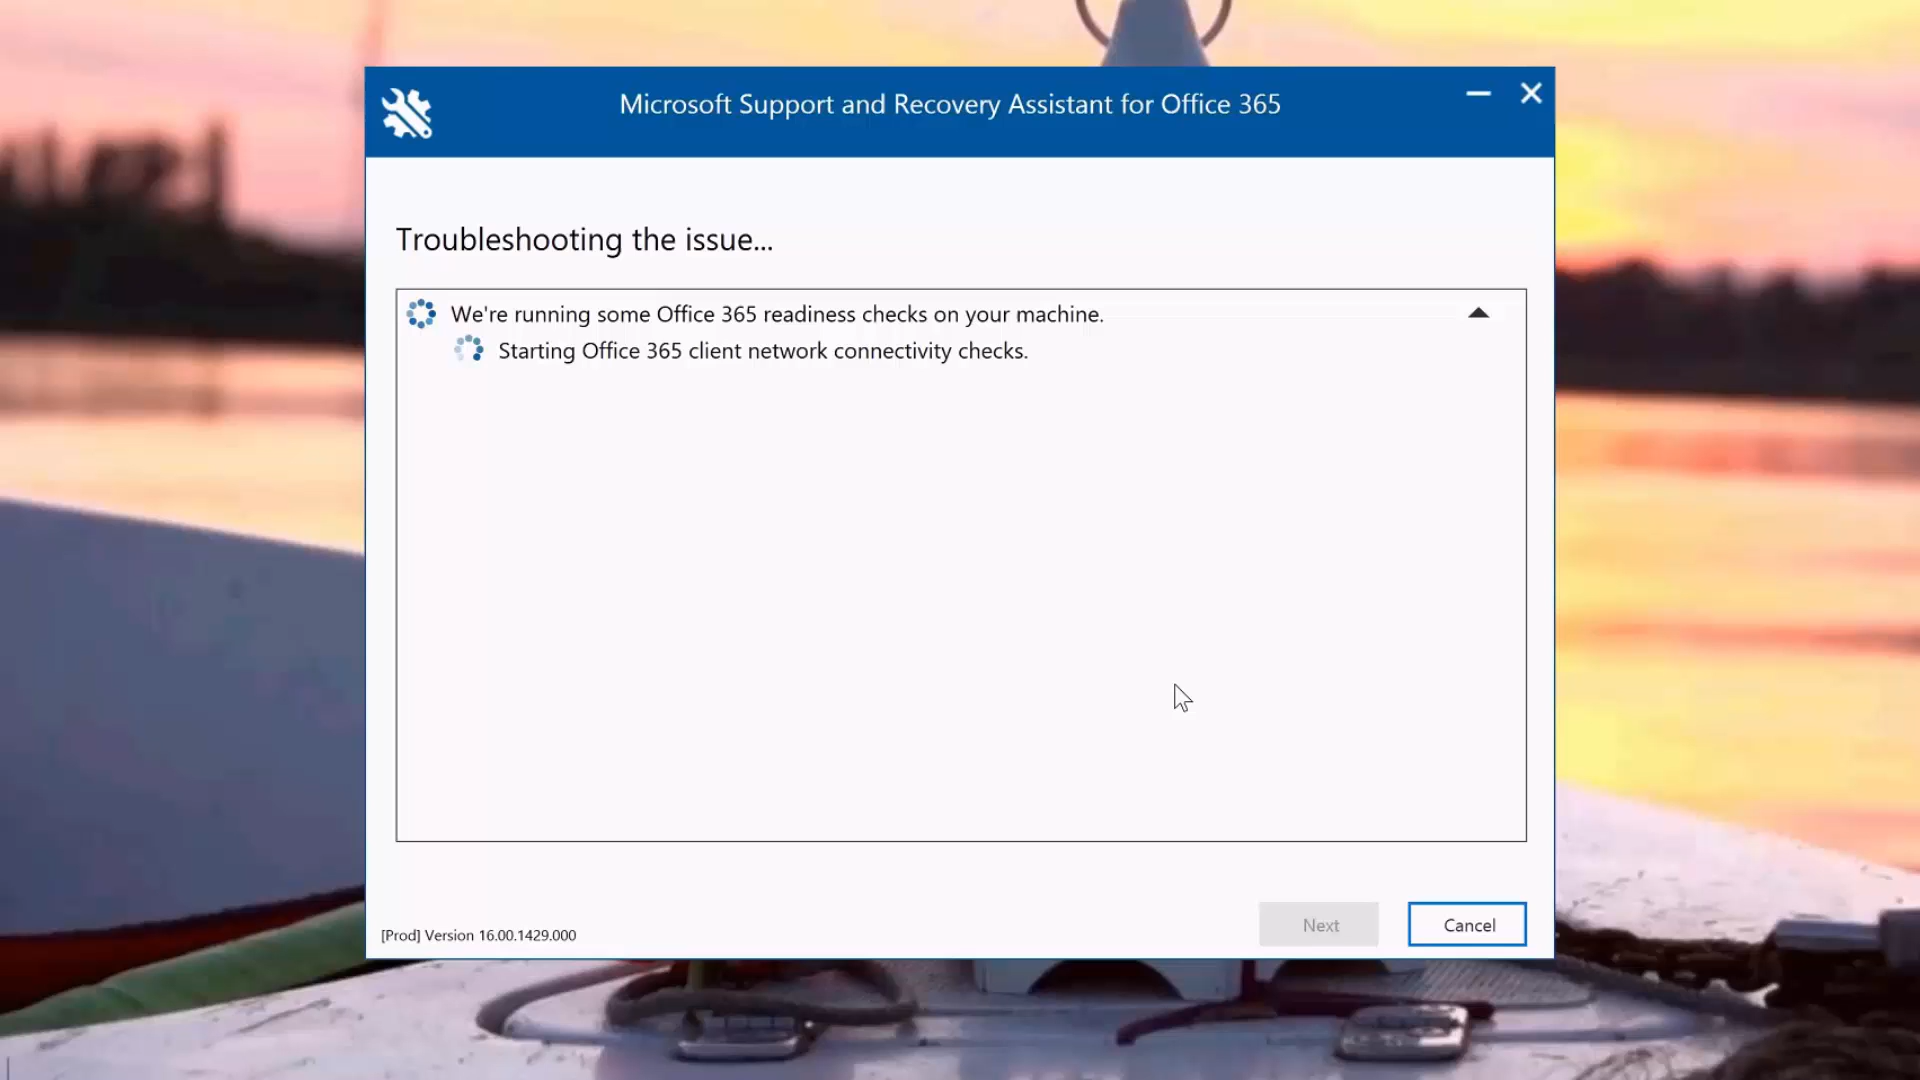 Microsoft Support and Recovery Assistant for Office 365
Troubleshooting the issue...
We're running some Office 365 readiness checks on your machine.
Starting Office 365 client network connectivity checks.
Next
Cancel
[Prod] Version 16.00.1429.000